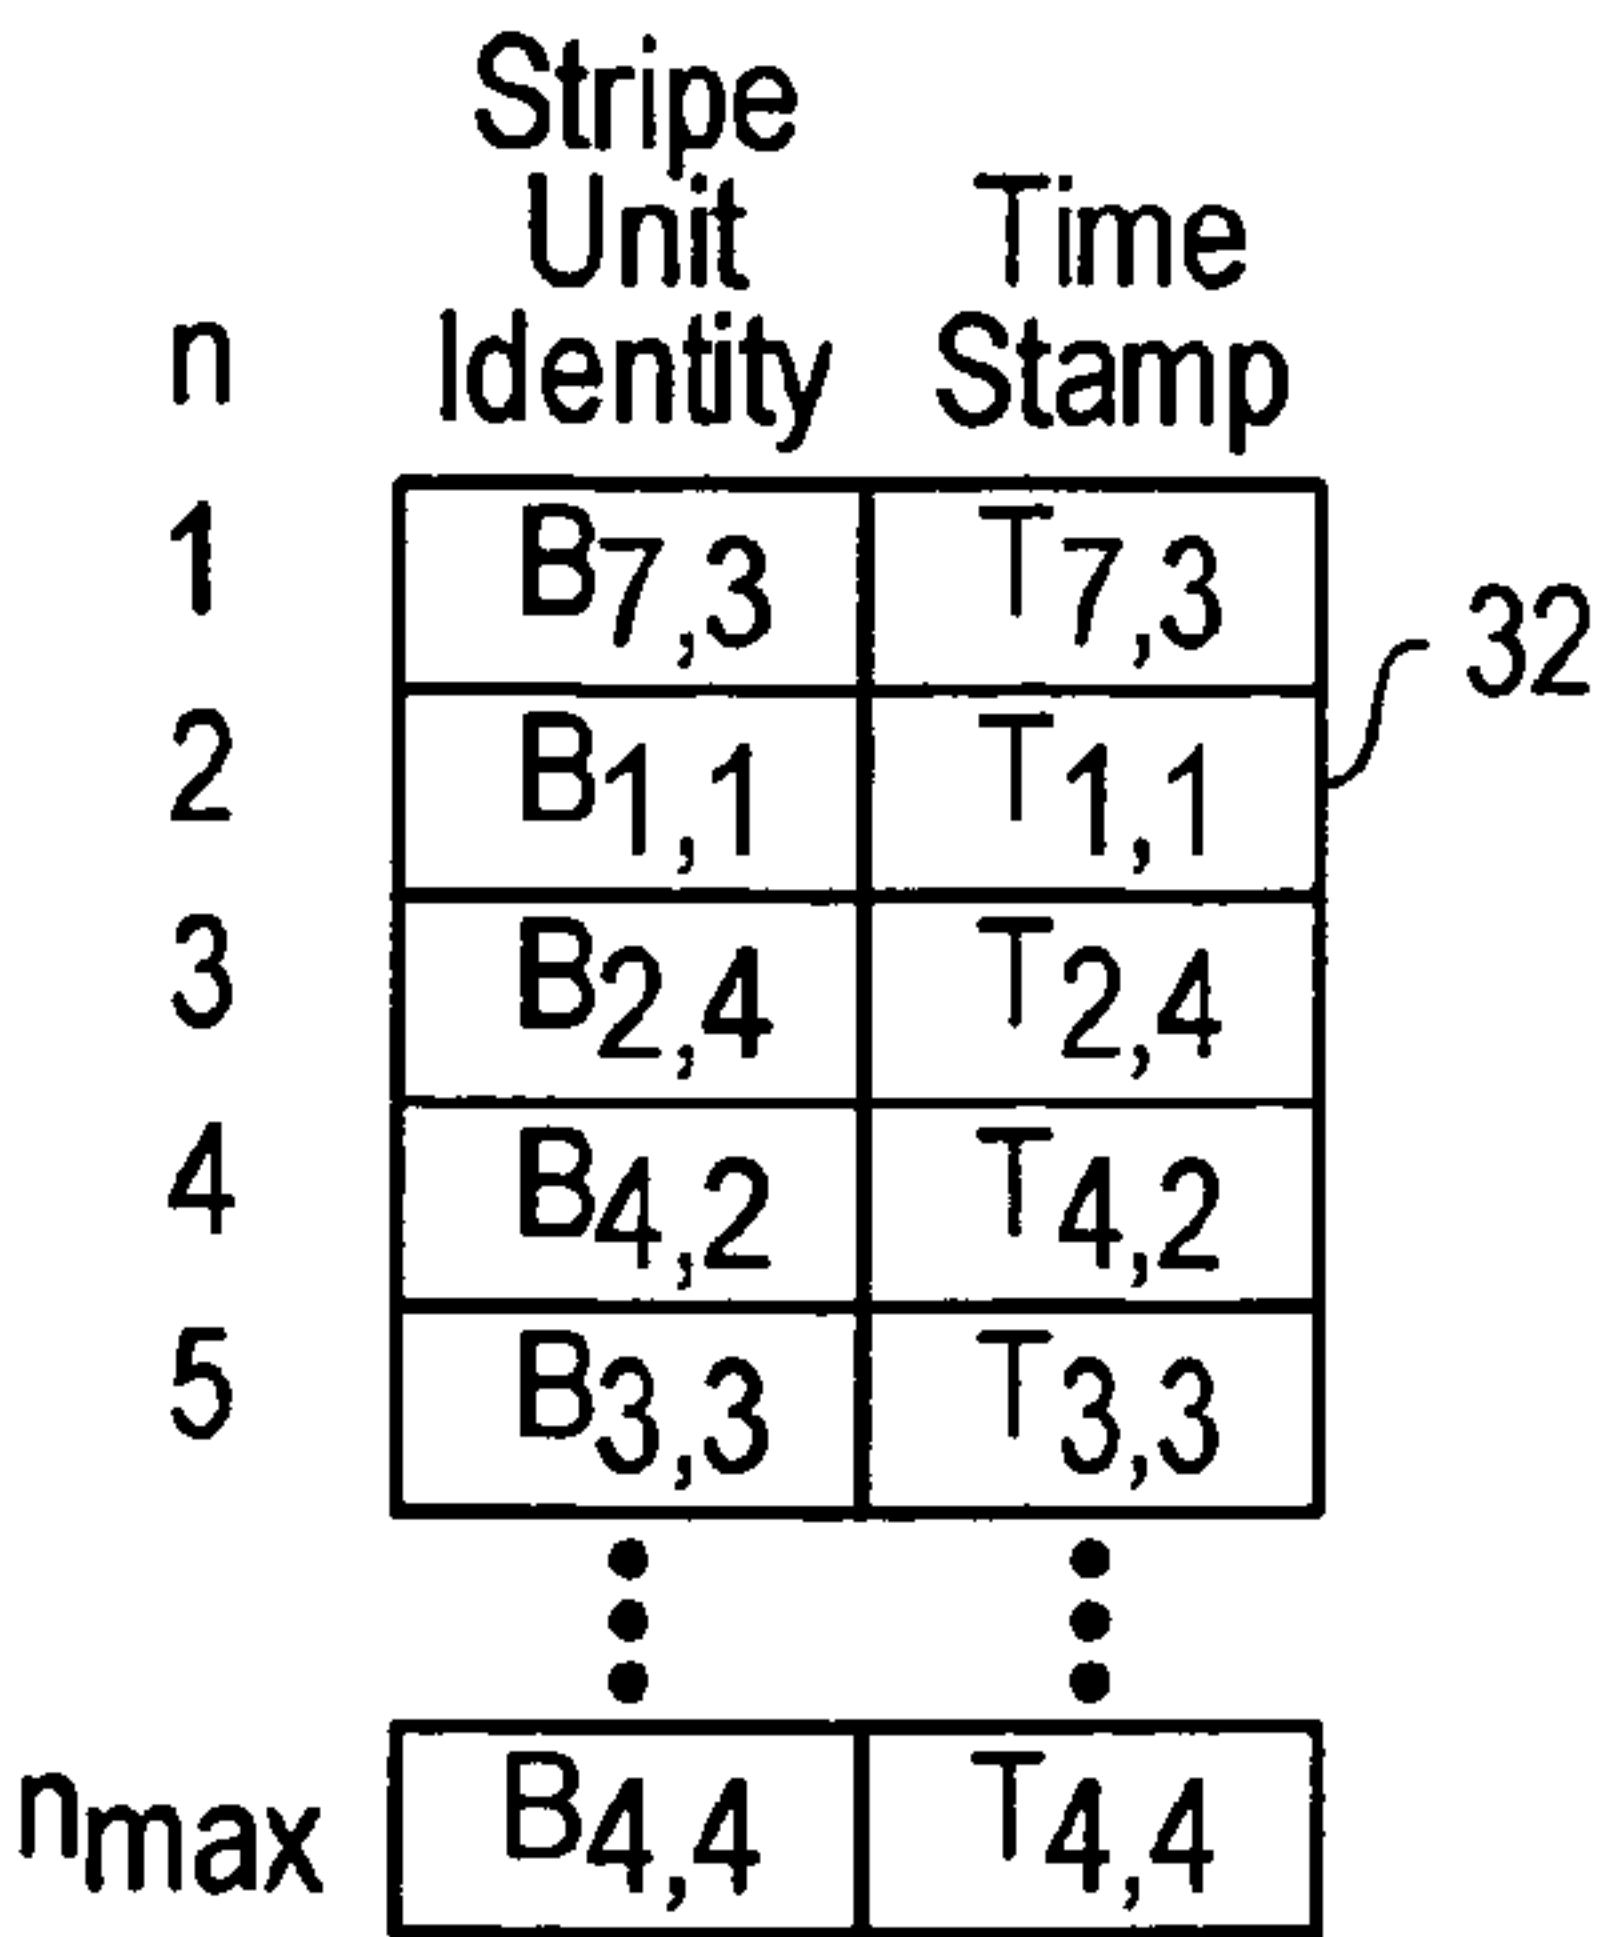 Stripe
Unit Time
n Identity Stamp
1 B7,3 T7,3
32
2 B1,1 T1,1
3 B2,4 T2,4
4 B4,2 T4,2
5 B3,3 T3,3
nmax B4,4 T4,4